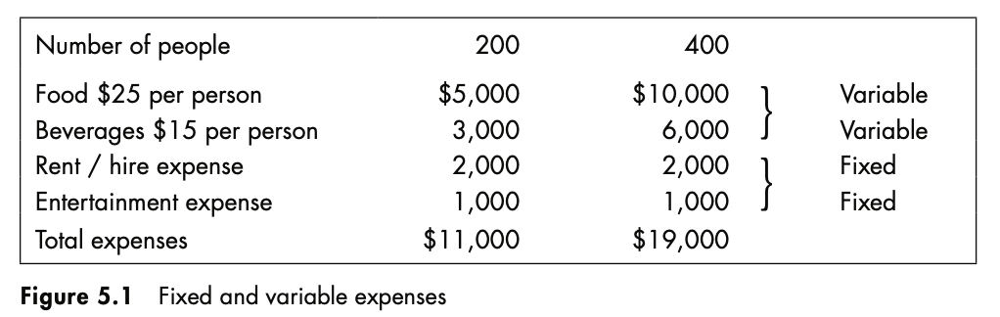 Number of people 200 400
Food $25 per person $5,000 $10,000 } Variable
Beverages $15 per person 3,000 6,000 Variable
Rent / hire expense 2,000 2,000 } Fixed
Entertainment expense 1,000 1,000 Fixed
Total expenses $11,000 $19,000
Figure 5.1 Fixed and variable expenses